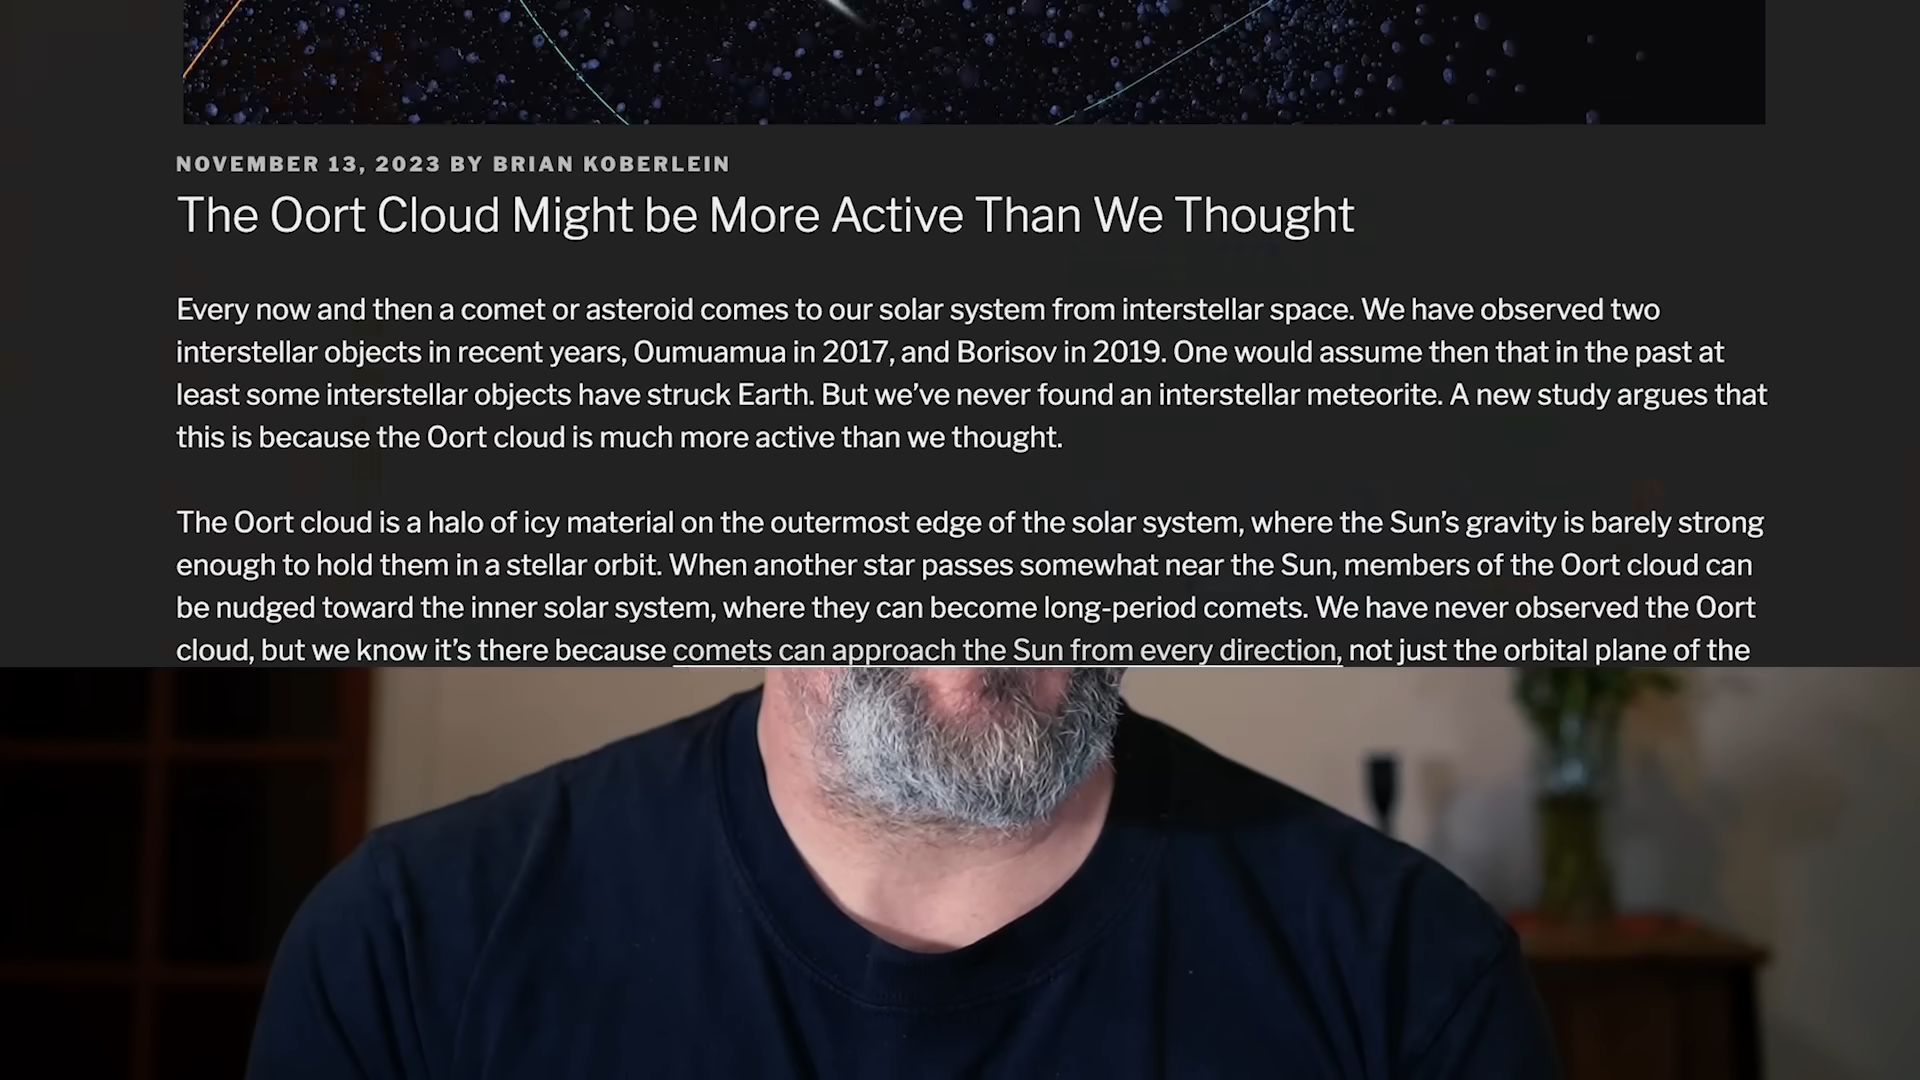 NOVEMBER 13, 2023 BY BRIAN KOBERLEIN
The Oort Cloud Might be More Active Than We Thought
Every now and then a comet or asteroid comes to our solar system from interstellar space. We have observed two
interstellar objects in recent years, Oumuamua in 2017, and Borisov in 2019. One would assume then that in the past at
least some interstellar objects have struck Earth. But we’ve never found an interstellar meteorite. A new study argues that
this is because the Oort cloud is much more active than we thought.
The Oort cloud is a halo of icy material on the outermost edge of the solar system, where the Sun’s gravity is barely strong
enough to hold them in a stellar orbit. When another star passes somewhat near the Sun, members of the Oort cloud can
be nudged toward the inner solar system, where they can become long-period comets. We have never observed the Oort
cloud, but we know it’s there because comets can approach the Sun from every direction, not just the orbital plane of the